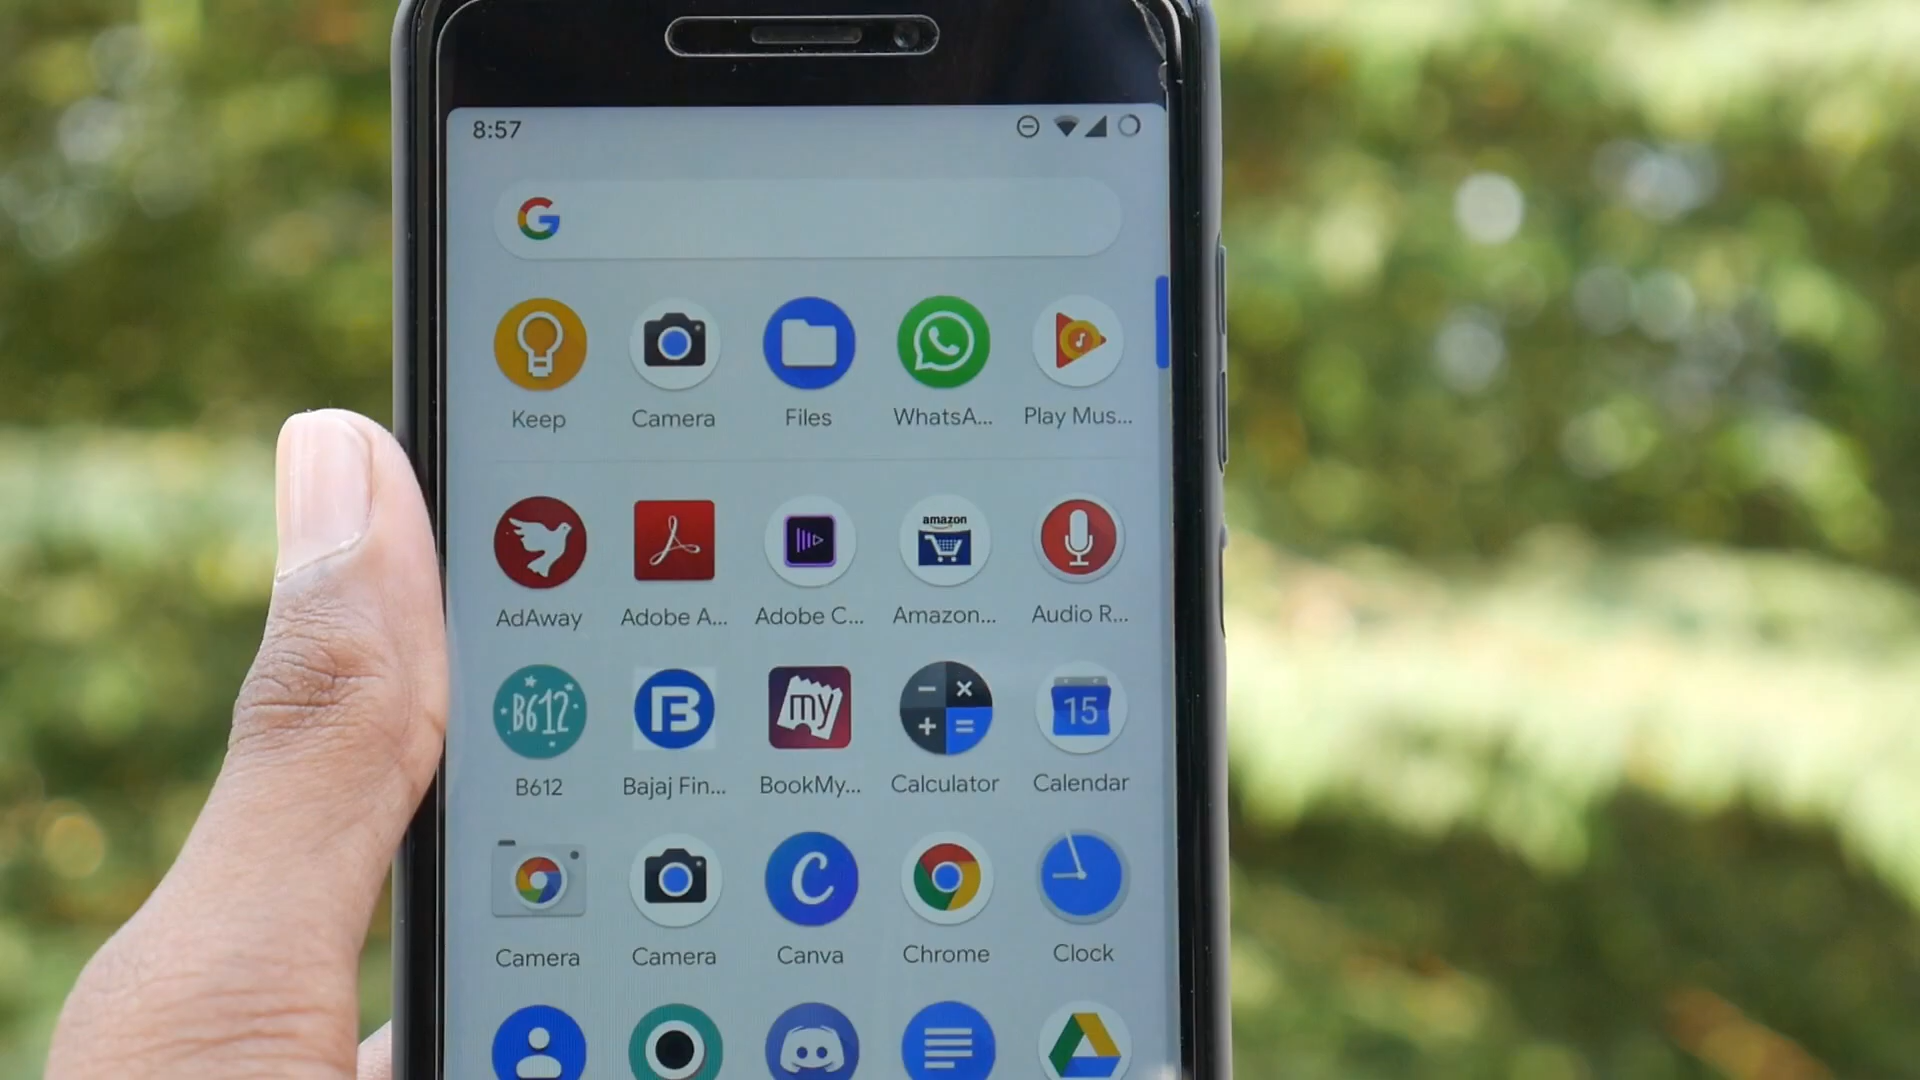 8:57
G
Keep Camera Files WhatsA... Play Mus...
amazon
AdAway Adobe A... Adobe C... Amazon... Audio R...
B612 B my 15
B612 Bajaj Fin... BookMy... Calculator Calendar
C
Camera Camera Canva Chrome Clock